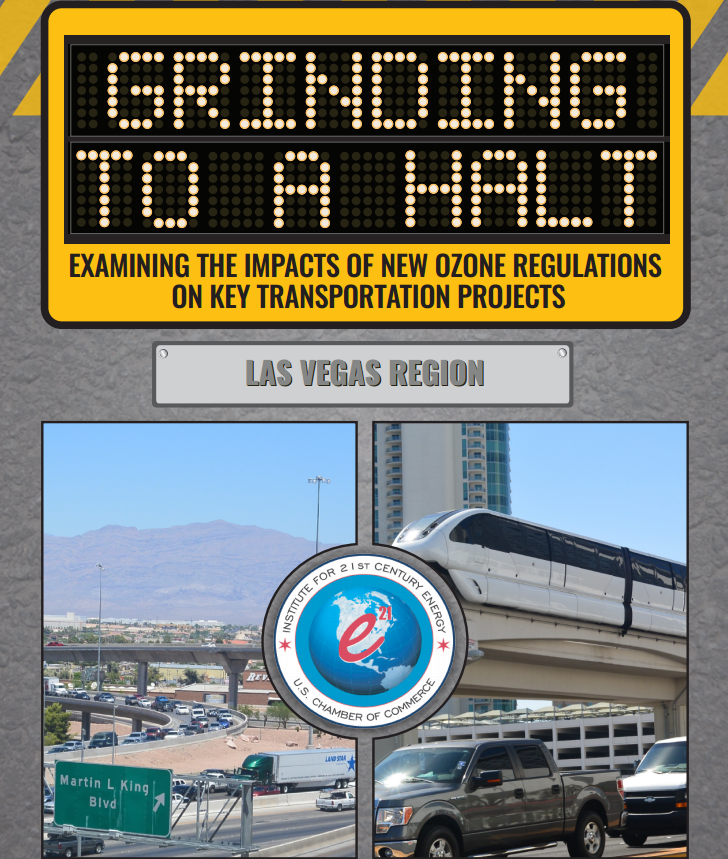 GRINDING
TO A HALT
EXAMINING THE IMPACTS OF NEW OZONE REGULATIONS
ON KEY TRANSPORTATION PROJECTS
LAS VEGAS REGION
INSTITUTE FOR 21ST CENTURY ENERGY
e21
U.S. CHAMBER OF COMMERCE
LAND STAR
Martin L King
Blvd